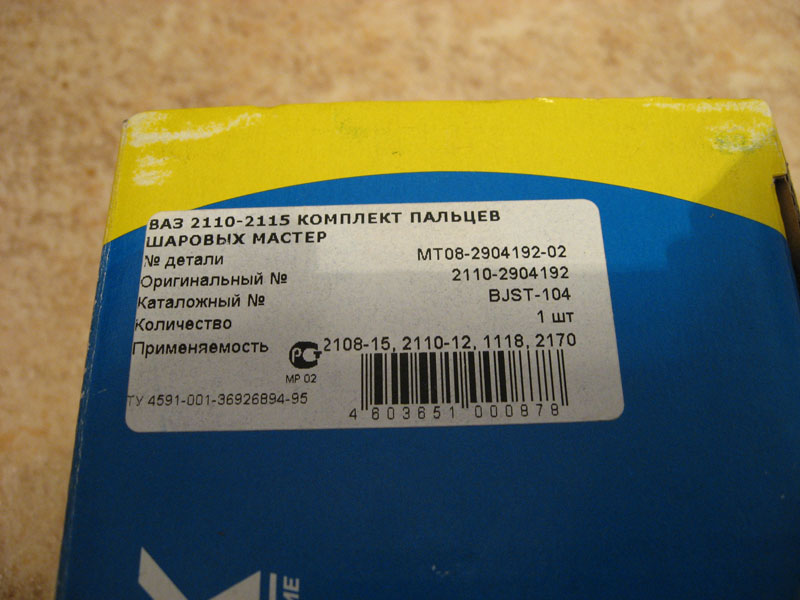 ВАЗ 2110-2115 КОМПЛЕКТ ПАЛЬЦЕВ
ШАРОВЫХ МАСТЕР
№ детали МТ08-2904192-02
Оригинальный № 2110-2904192
Каталожный № BJST-104
Количество 1 шт
Применяемость 2108-15, 2110-12, 1118, 2170
РСТ
МР 02
ТУ 4591-001-36926894-95
4 603651 000878